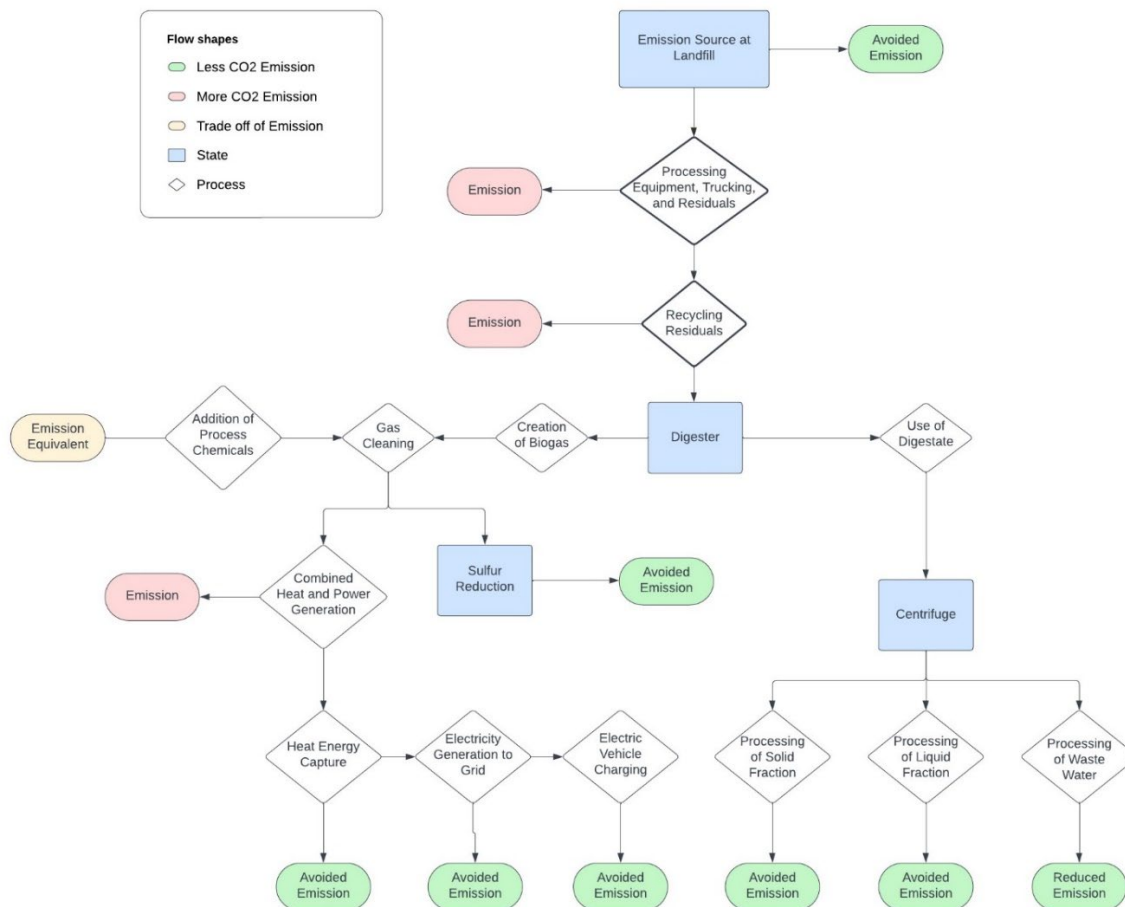 Flow shapes
Less CO2 Emission
More CO2 Emission
Trade off of Emission
State
Process
Emission Source at
Landfill
Avoided
Emission
Processing
Equipment, Trucking,
and Residuals
Emission
Recycling
Residuals
Emission
Emission
Equivalent
Addition of
Process
Chemicals
Gas
Cleaning
Creation
of Biogas
Digester
Use of
Digestate
Combined
Heat and Power
Generation
Emission
Sulfur
Reduction
Avoided
Emission
Centrifuge
Heat Energy
Capture
Electricity
Generation to
Grid
Electric
Vehicle
Charging
Processing
of Solid
Fraction
Processing
of Liquid
Fraction
Processing
of Waste
Water
Avoided
Emission
Avoided
Emission
Avoided
Emission
Avoided
Emission
Avoided
Emission
Reduced
Emission